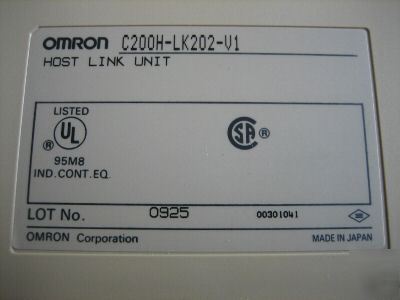 OMRON C200H-LK202-V1
HOST LINK UNIT
LISTED
UL ®
SA ®
95M8
IND.CONT.EQ.
LOT No. 0925 00301041
OMRON Corporation MADE IN JAPAN